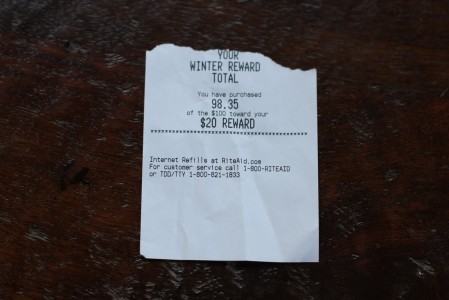 YOUR
WINTER REWARD
TOTAL
You have purchased
98.35
of the $100 toward your
$20 REWARD
Internet Refills at RiteAid.com
For customer service call 1-800-RITEAID
or TDD/TTY 1-800-821-1833